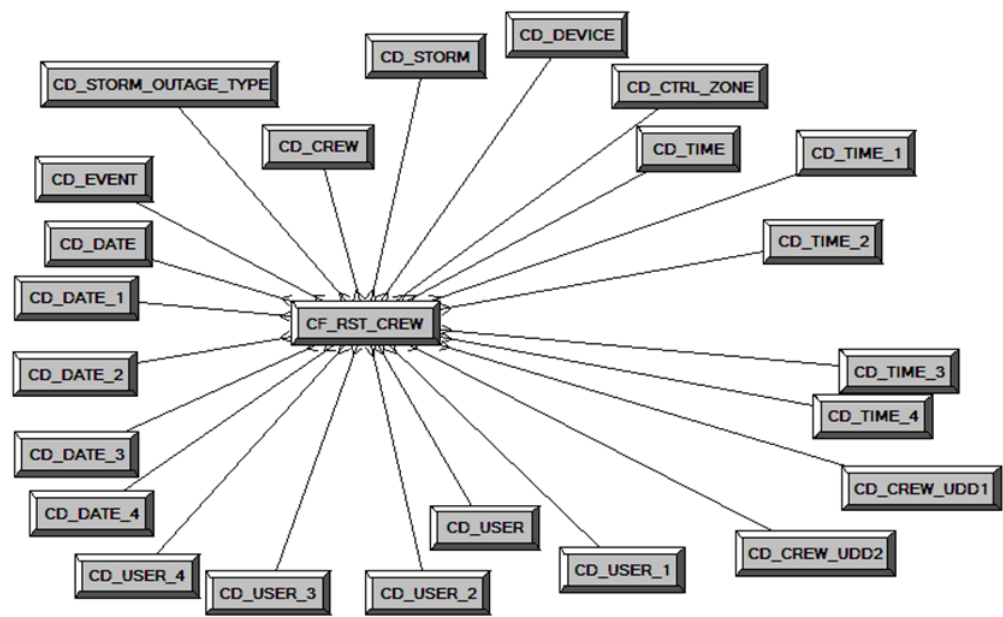 CD_DEVICE
CD_STORM
CD_STORM_OUTAGE_TYPE
CD_CTRL_ZONE
CD_CREW
CD_TIME
CD_TIME_1
CD_EVENT
CD_DATE
CD_TIME_2
CD_DATE_1
CF_RST_CREW
CD_DATE_2
CD_TIME_3
CD_TIME_4
CD_DATE_3
CD_CREW_UDD1
CD_DATE_4
CD_USER
CD_CREW_UDD2
CD_USER_4
CD_USER_1
CD_USER_3
CD_USER_2